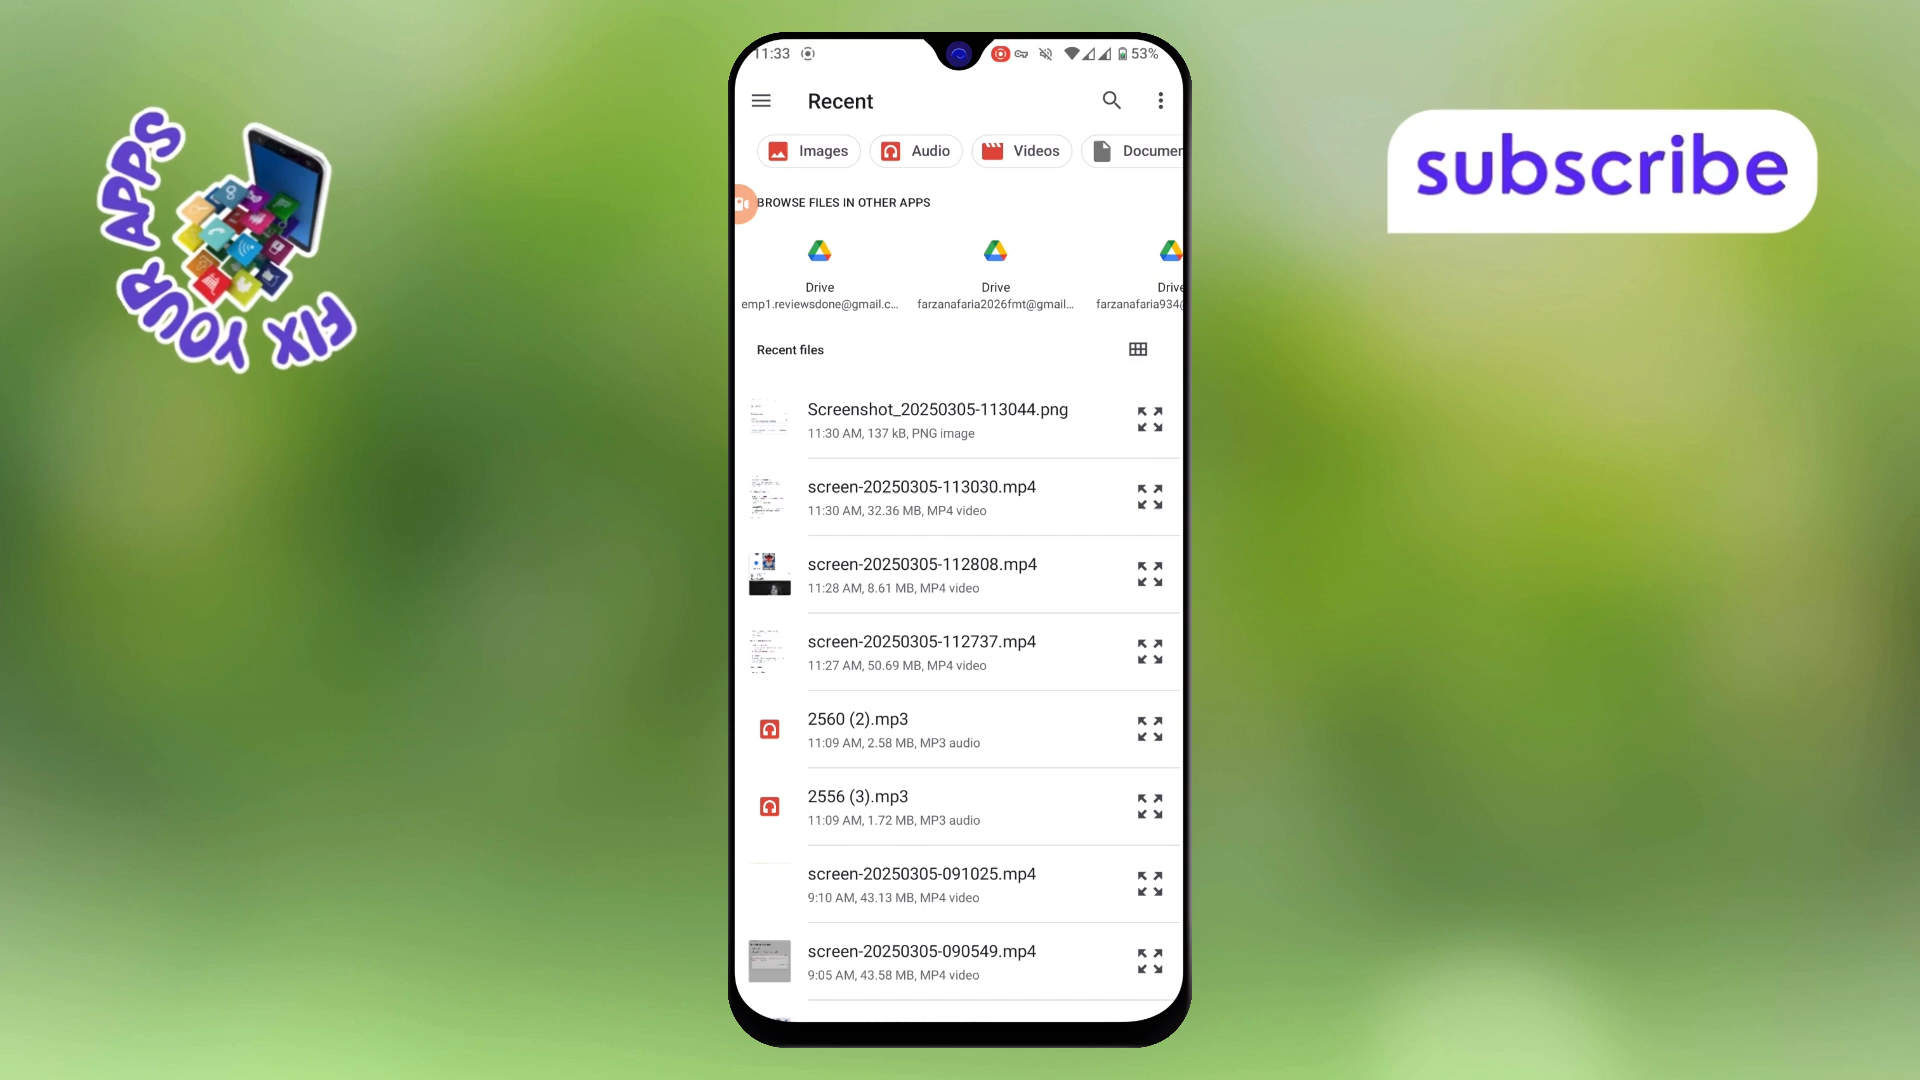 FIX YOUR APPS
subscribe
11:33
53%
Recent
Images
Audio
Videos
Documen
BROWSE FILES IN OTHER APPS
Drive
emp1.reviewsdone@gmail.c...
Drive
farzanafaria2026fmt@gmail...
Drive
farzanafaria934@
Recent files
Screenshot_20250305-113044.png
11:30 AM, 137 kB, PNG image
screen-20250305-113030.mp4
11:30 AM, 32.36 MB, MP4 video
screen-20250305-112808.mp4
11:28 AM, 8.61 MB, MP4 video
screen-20250305-112737.mp4
11:27 AM, 50.69 MB, MP4 video
2560 (2).mp3
11:09 AM, 2.58 MB, MP3 audio
2556 (3).mp3
11:09 AM, 1.72 MB, MP3 audio
screen-20250305-091025.mp4
9:10 AM, 43.13 MB, MP4 video
screen-20250305-090549.mp4
9:05 AM, 43.58 MB, MP4 video